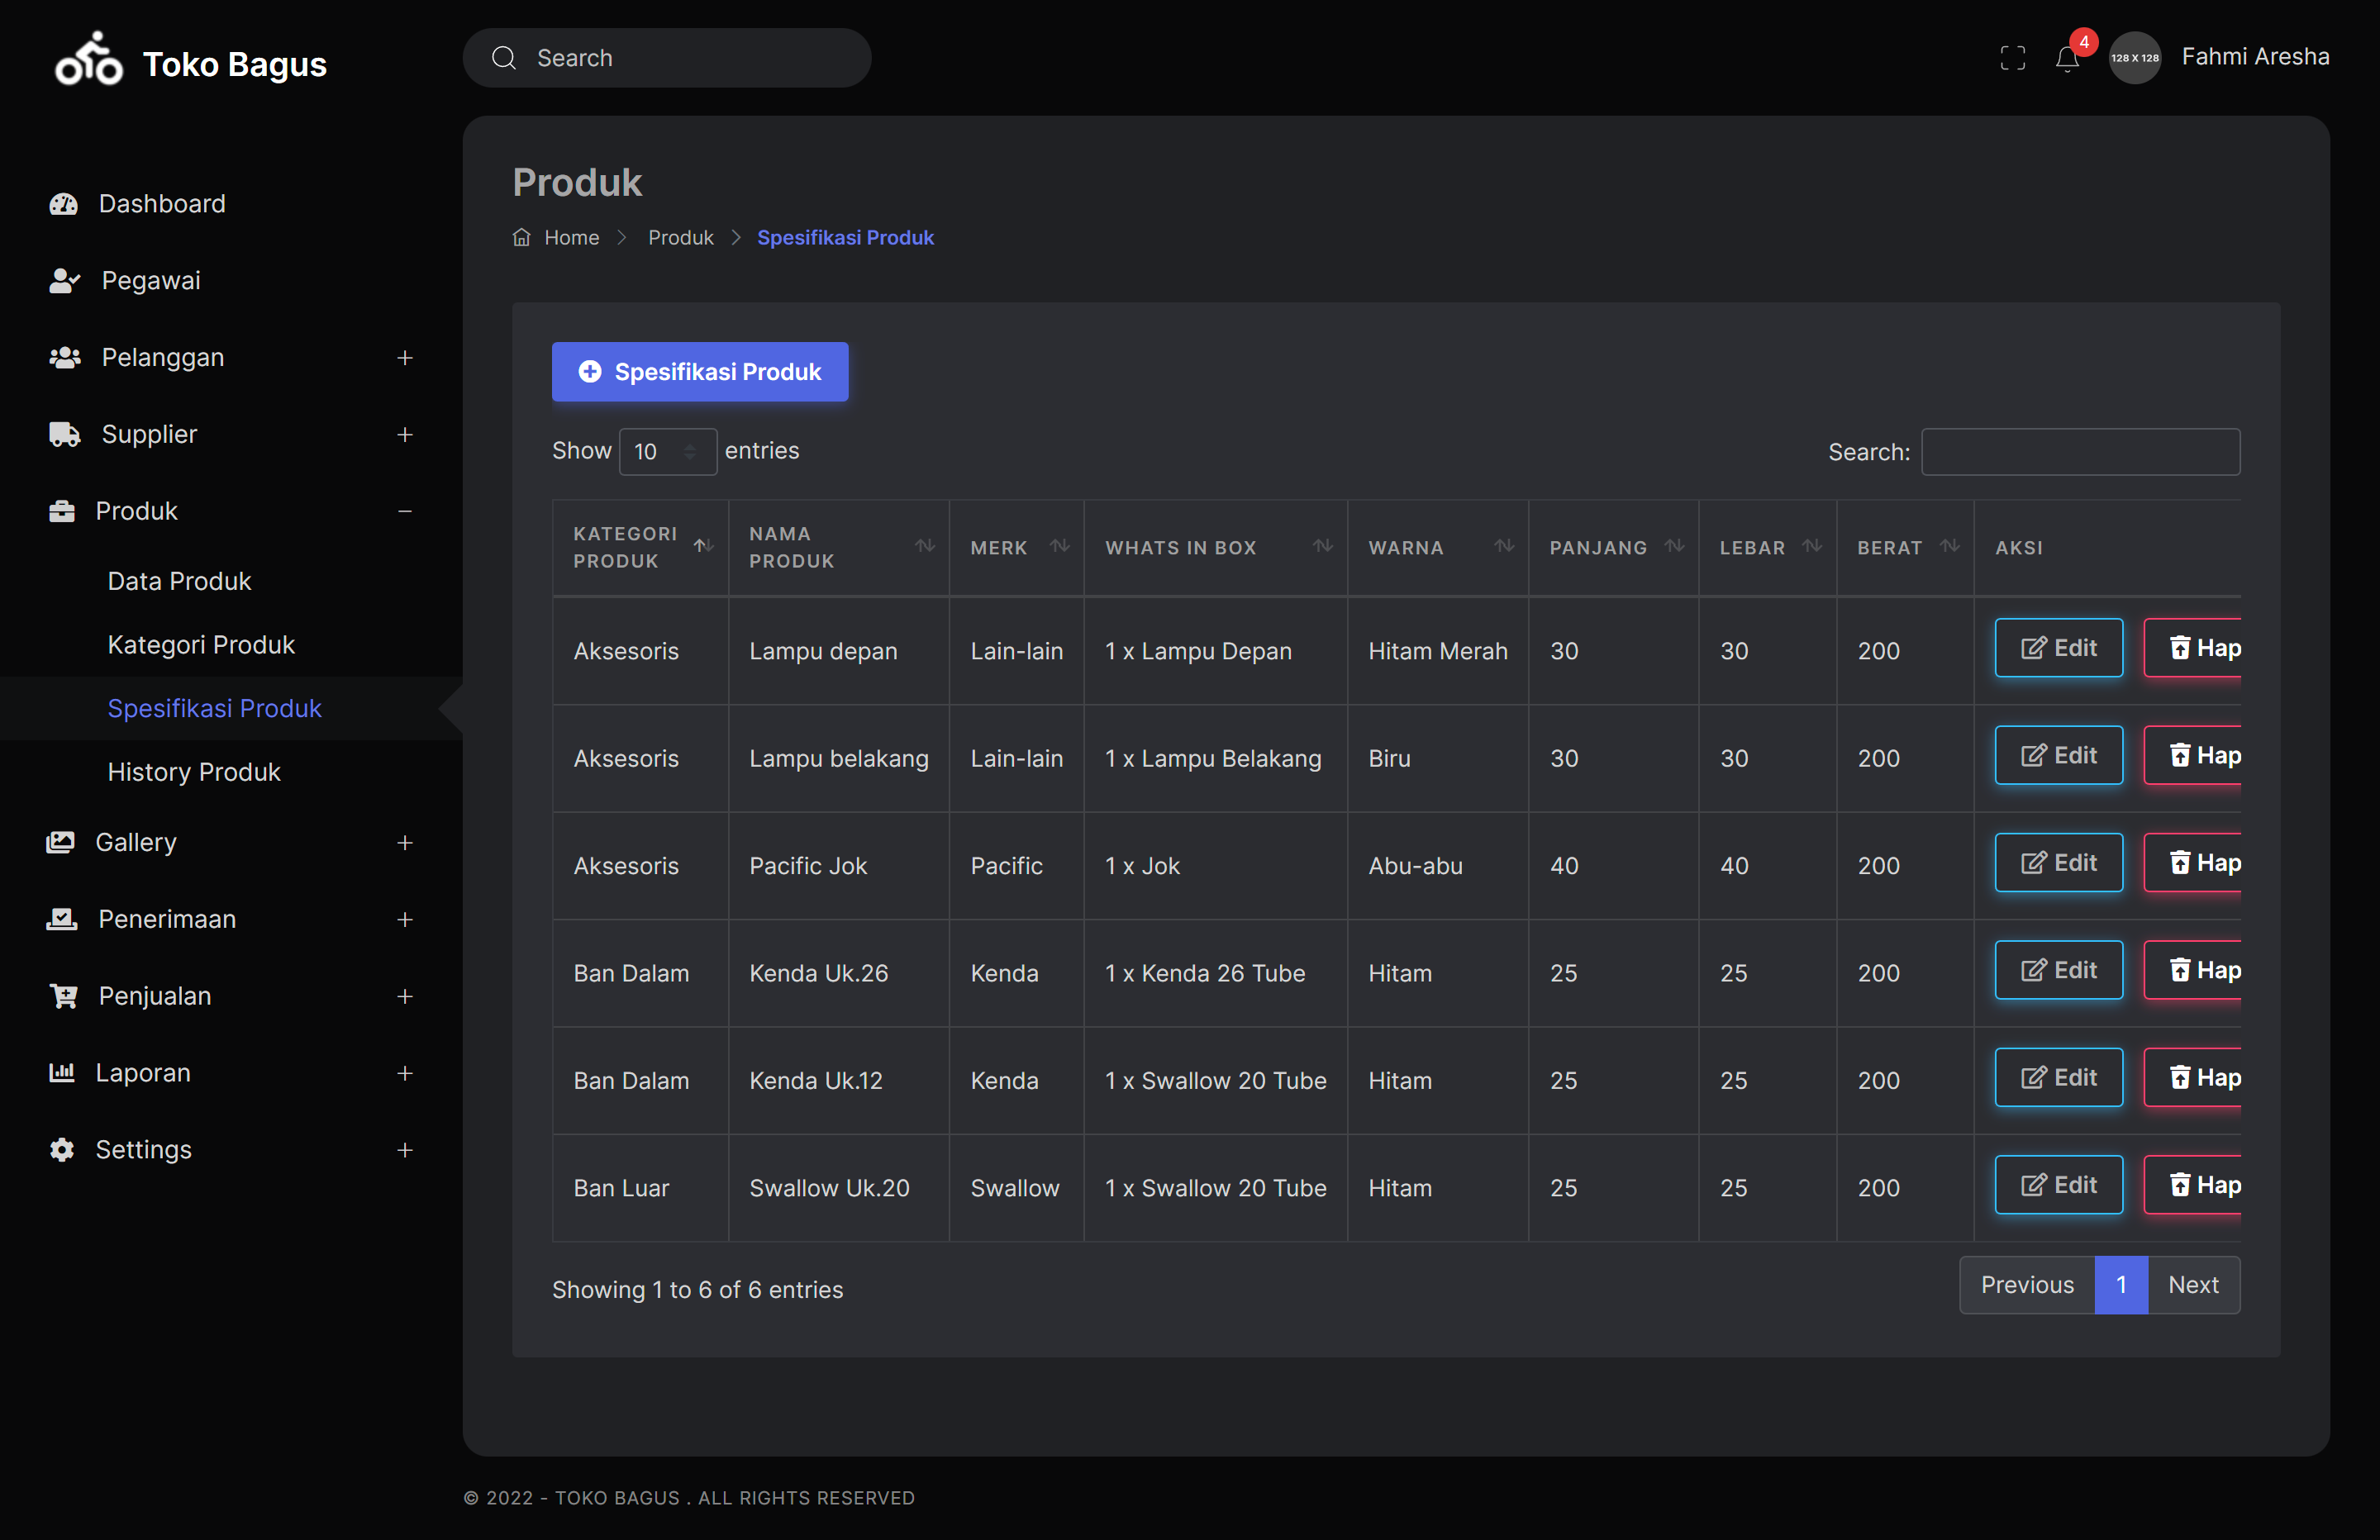 Toko Bagus
Search
4
128 X 128
Fahmi Aresha
Dashboard
Pegawai
Pelanggan
Supplier
Produk
Data Produk
Kategori Produk
Spesifikasi Produk
History Produk
Gallery
Penerimaan
Penjualan
Laporan
Settings
Produk
Home Produk Spesifikasi Produk
Spesifikasi Produk
Show 10 entries
Search:
KATEGORI PRODUK NAMA PRODUK MERK WHATS IN BOX WARNA PANJANG LEBAR BERAT AKSI
Aksesoris Lampu depan Lain-lain 1 x Lampu Depan Hitam Merah 30 30 200 Edit Hap
Aksesoris Lampu belakang Lain-lain 1 x Lampu Belakang Biru 30 30 200 Edit Hap
Aksesoris Pacific Jok Pacific 1 x Jok Abu-abu 40 40 200 Edit Hap
Ban Dalam Kenda Uk.26 Kenda 1 x Kenda 26 Tube Hitam 25 25 200 Edit Hap
Ban Dalam Kenda Uk.12 Kenda 1 x Swallow 20 Tube Hitam 25 25 200 Edit Hap
Ban Luar Swallow Uk.20 Swallow 1 x Swallow 20 Tube Hitam 25 25 200 Edit Hap
Showing 1 to 6 of 6 entries
Previous 1 Next
© 2022 - TOKO BAGUS . ALL RIGHTS RESERVED